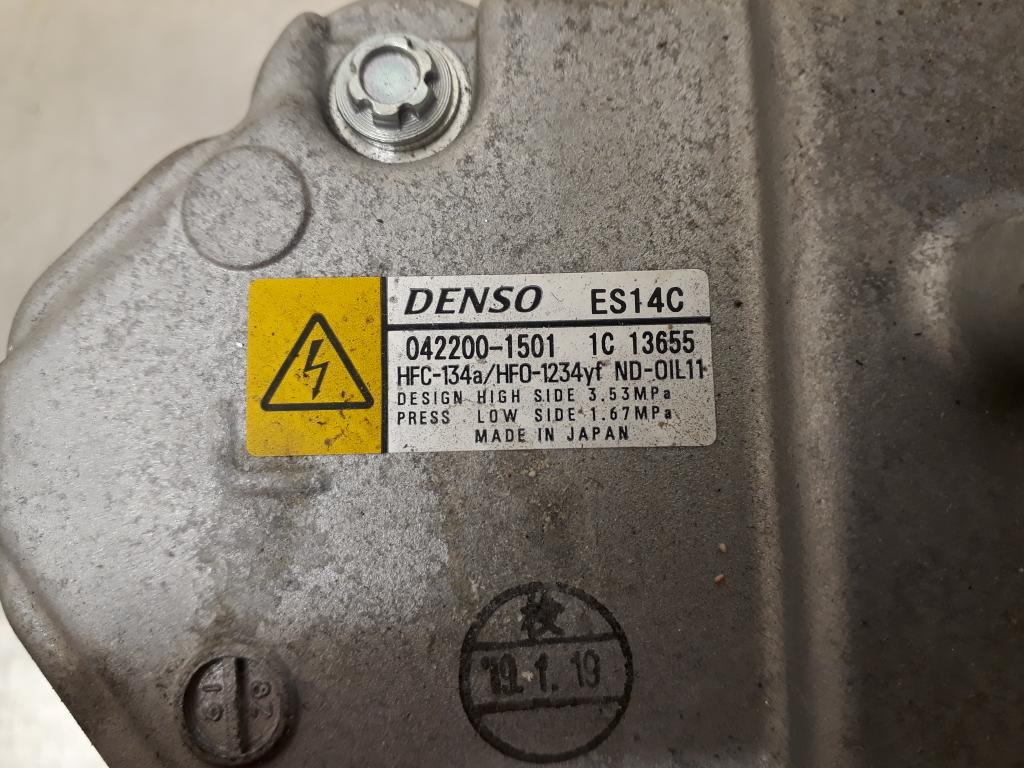 DENSO ES14C
042200-1501 1C 13655
HFC-134a/HFO-1234yf ND-OIL11
DESIGN HIGH SIDE 3.53MPa
PRESS LOW SIDE 1.67MPa
MADE IN JAPAN
'19.1.19